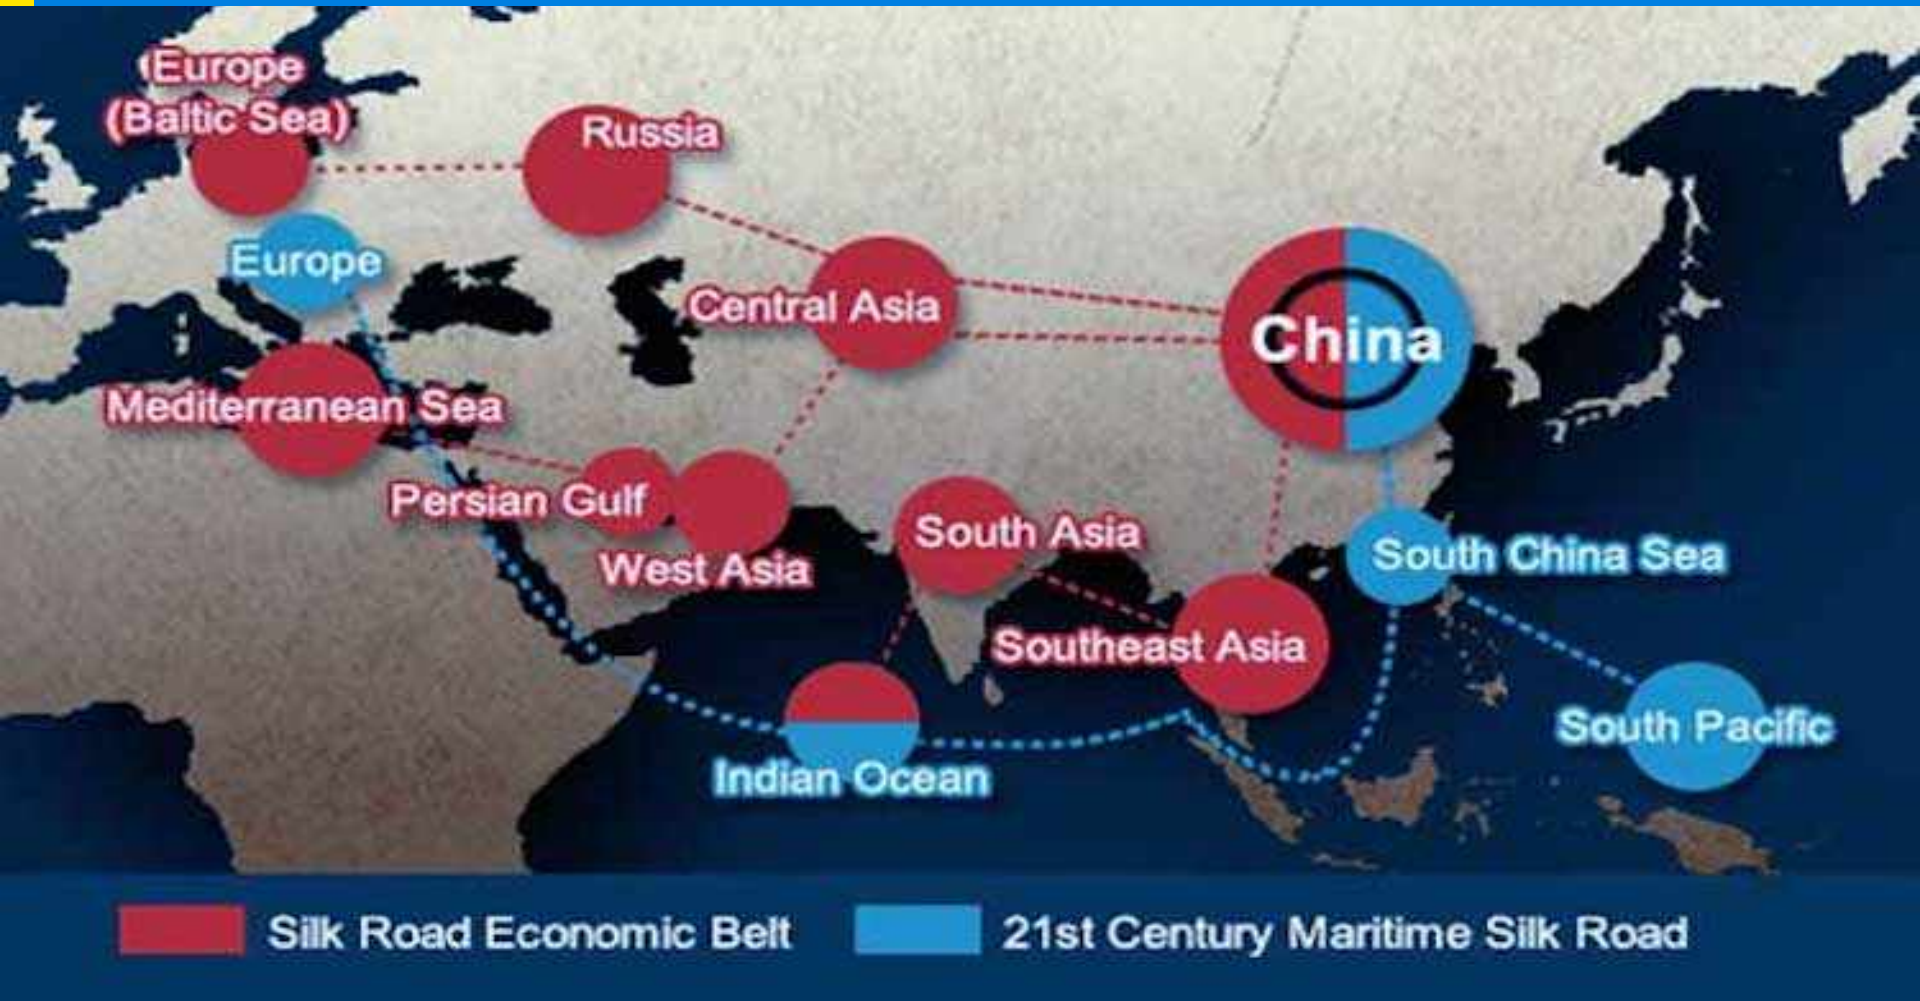 Europe
(Baltic Sea)
Russia
Europe
Central Asia
China
Mediterranean Sea
Persian Gulf
West Asia
South Asia
South China Sea
Southeast Asia
South Pacific
Indian Ocean
Silk Road Economic Belt
21st Century Maritime Silk Road